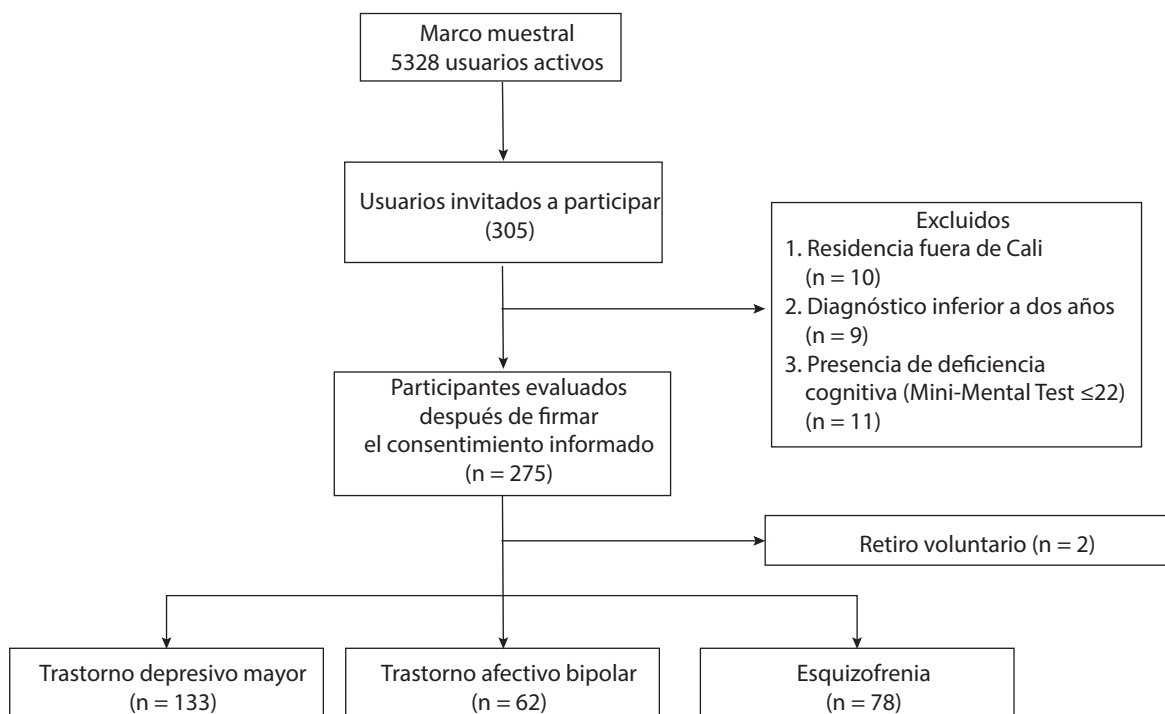 Marco muestral
5328 usuarios activos
Usuarios invitados a participar
(305)
Excluidos
1. Residencia fuera de Cali
(n = 10)
2. Diagnóstico inferior a dos años
(n = 9)
3. Presencia de deficiencia
cognitiva (Mini-Mental Test ≤22)
(n = 11)
Participantes evaluados
después de firmar
el consentimiento informado
(n = 275)
Retiro voluntario (n = 2)
Trastorno depresivo mayor
(n = 133)
Trastorno afectivo bipolar
(n = 62)
Esquizofrenia
(n = 78)